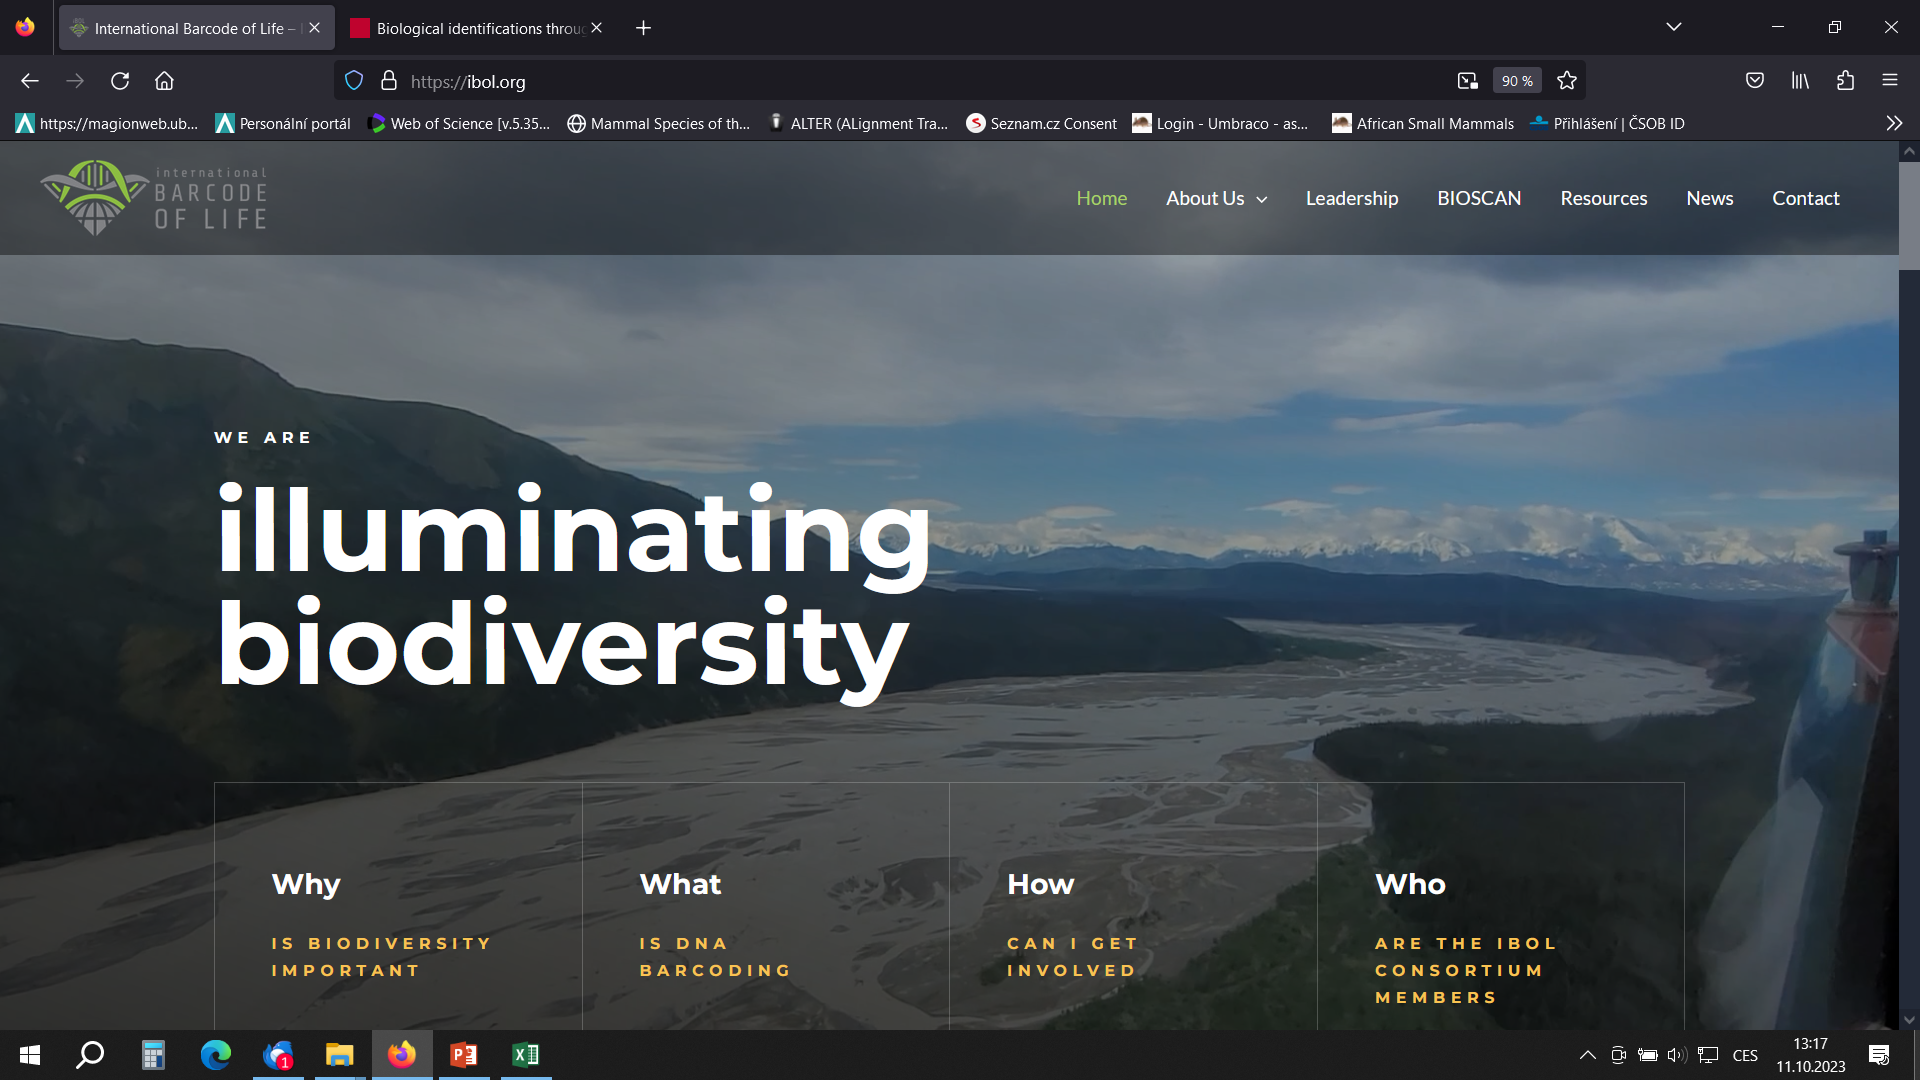 International Barcode of Life –
Biological identifications throug
https://ibol.org
90 %
https://magionweb.ub...
Personální portál
Web of Science [v.5.35...
Mammal Species of th...
ALTER (ALignment Tra...
Seznam.cz Consent
Login - Umbraco - as...
African Small Mammals
Přihlášení | ČSOB ID
international
BARCODE
OF LIFE
Home
About Us
Leadership
BIOSCAN
Resources
News
Contact
WE ARE
illuminating
biodiversity
Why
IS BIODIVERSITY
IMPORTANT
What
IS DNA
BARCODING
How
CAN I GET
INVOLVED
Who
ARE THE IBOL
CONSORTIUM
MEMBERS
1
CES
13:17
11.10.2023